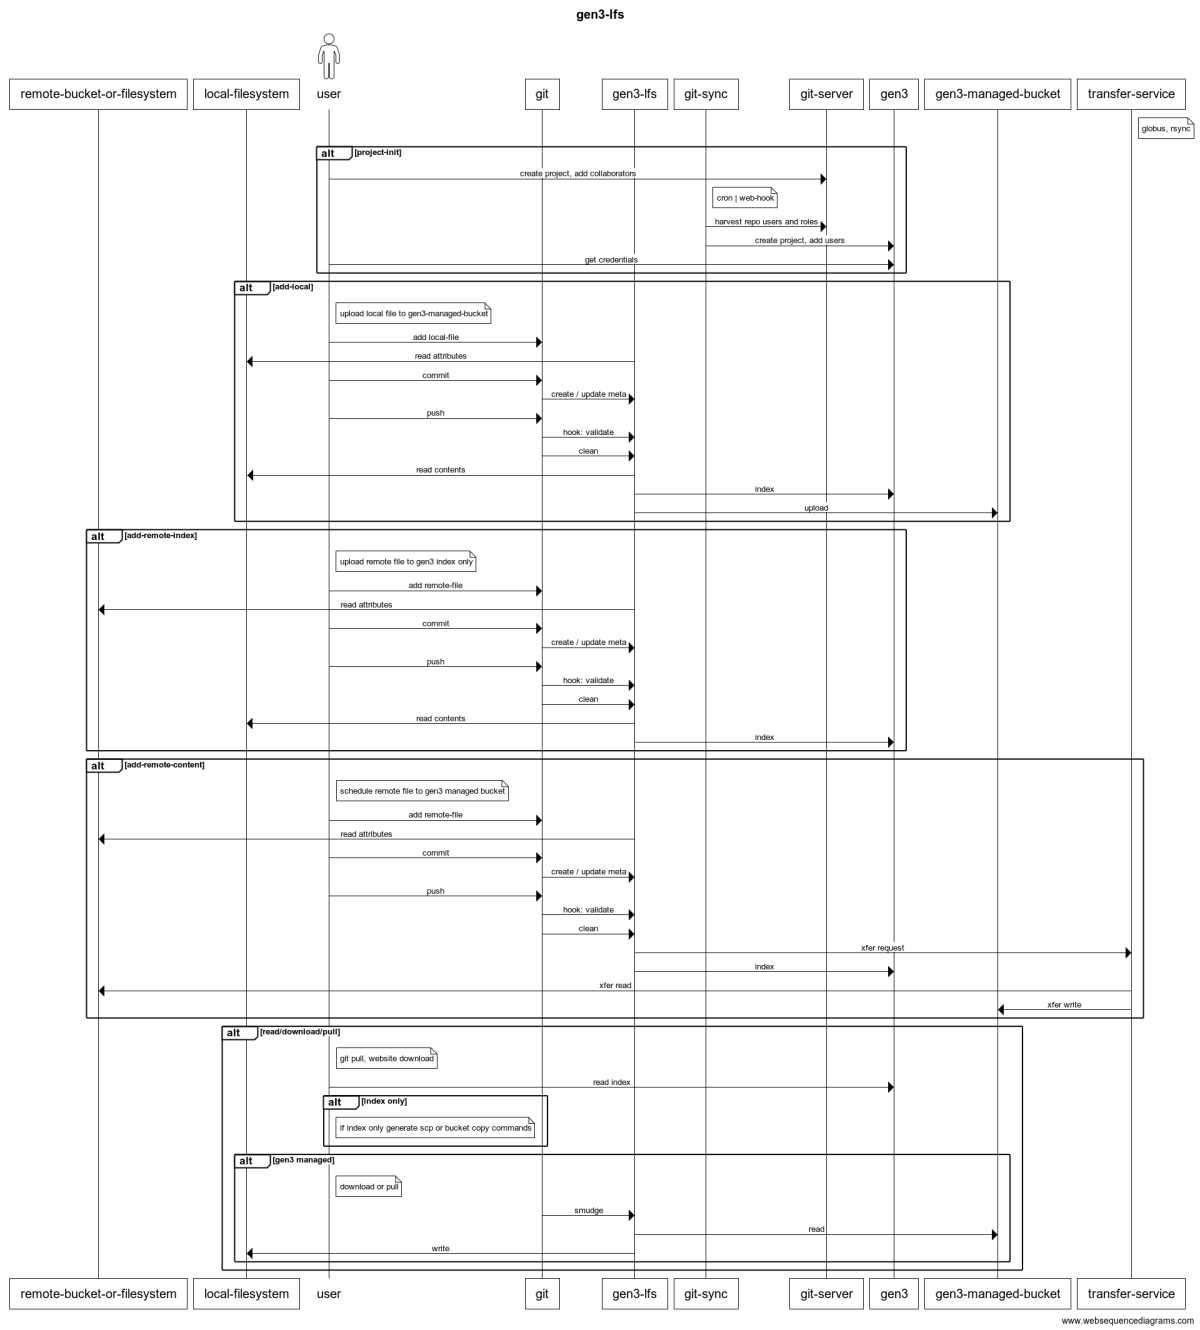 gen3-lfs
remote-bucket-or-filesystem local-filesystem user git gen3-lfs git-sync git-server gen3 gen3-managed-bucket transfer-service
globus, rsync
alt [project-init]
create project, add collaborators
cron | web-hook
harvest repo users and roles
create project, add users
get credentials
alt [add-local]
upload local file to gen3-managed-bucket
add local-file
read attributes
commit
create / update meta
push
hook: validate
clean
read contents
index
upload
alt [add-remote-index]
upload remote file to gen3 index only
add remote-file
read attributes
commit
create / update meta
push
hook: validate
clean
read contents
index
alt [add-remote-content]
schedule remote file to gen3 managed bucket
add remote-file
read attributes
commit
create / update meta
push
hook: validate
clean
xfer request
index
xfer read
xfer write
alt [read/download/pull]
git pull, website download
read index
alt [index only]
if index only generate scp or bucket copy commands
alt [gen3 managed]
download or pull
smudge
read
write
remote-bucket-or-filesystem local-filesystem user git gen3-lfs git-sync git-server gen3 gen3-managed-bucket transfer-service
www.websequencediagrams.com